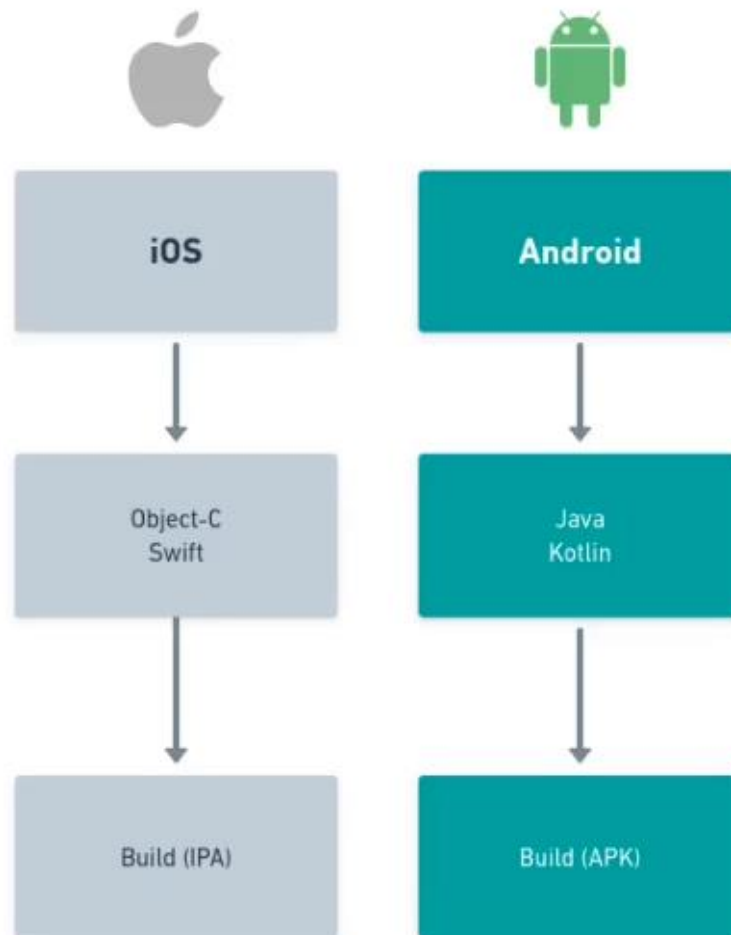 iOS
Android
Object-C
Swift
Java
Kotlin
Build (IPA)
Build (APK)